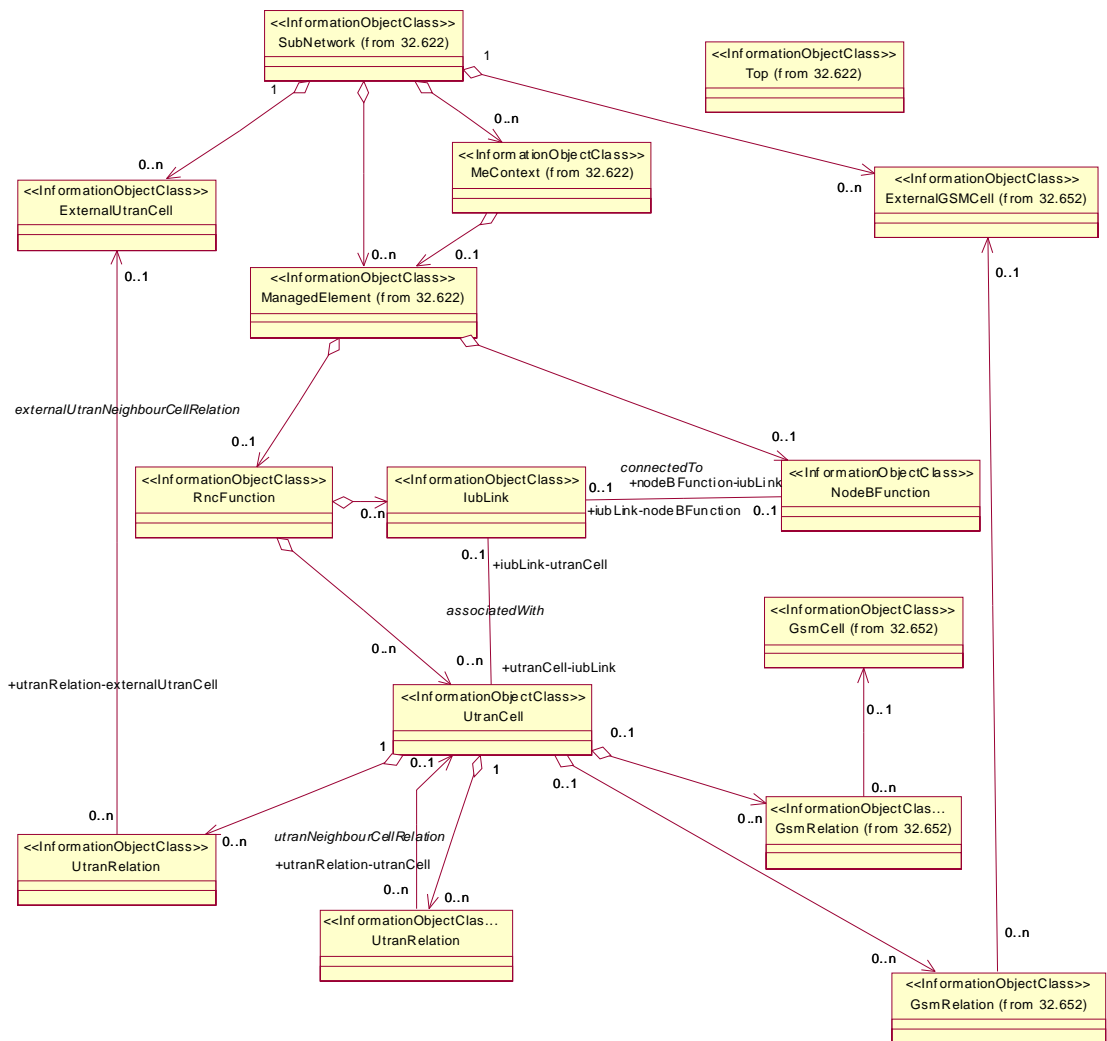 <<InformationObjectClass>>
SubNetwork (from 32.622)
1
1
<<InformationObjectClass>>
Top (from 32.622)
0..n
<<InformationObjectClass>>
MeContext (from 32.622)
0..n
<<InformationObjectClass>>
ExternalUtranCell
0..n
<<InformationObjectClass>>
ExternalGSMCell (from 32.652)
0..n
0..1
0..1
0..1
<<InformationObjectClass>>
ManagedElement (from 32.622)
externalUtranNeighbourCellRelation
0..1
0..1
<<InformationObjectClass>>
RncFunction
0..n
<<InformationObjectClass>>
IubLink
connectedTo
+nodeBFunction-iubLink
0..1
+iubLink-nodeBFunction
0..1
<<InformationObjectClass>>
NodeBFunction
0..1
+iubLink-utranCell
associatedWith
0..n
0..n
+utranCell-iubLink
<<InformationObjectClass>>
GsmCell (from 32.652)
+utranRelation-externalUtranCell
<<InformationObjectClass>>
UtranCell
0..1
0..1
1
0..1
1
0..1
0..n
0..n
<<InformationObjectClas...
GsmRelation (from 32.652)
0..n
0..n
0..n
<<InformationObjectClass>>
UtranRelation
utranNeighbourCellRelation
+utranRelation-utranCell
0..n
0..n
<<InformationObjectClas...
UtranRelation
0..n
0..n
<<InformationObjectClass>>
GsmRelation (from 32.652)